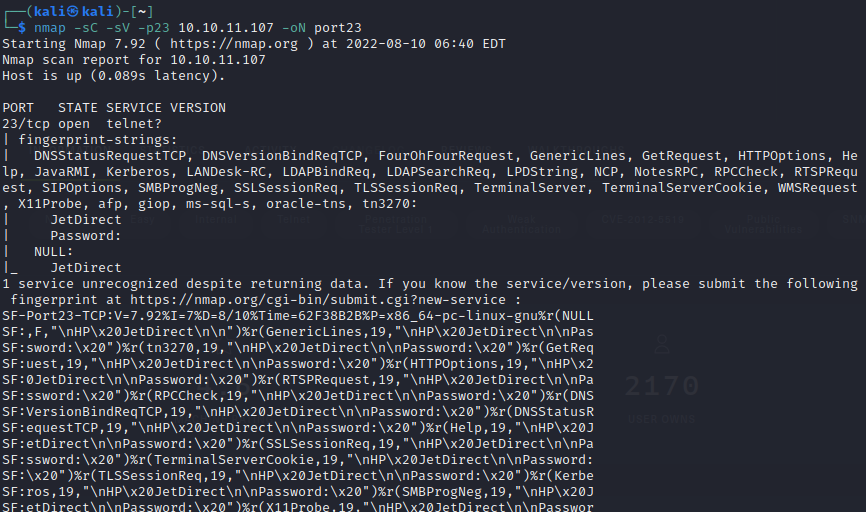 ┌──(kali㉿kali)-[~]
└─$ nmap -sC -sV -p23 10.10.11.107 -oN port23
Starting Nmap 7.92 ( https://nmap.org ) at 2022-08-10 06:40 EDT
Nmap scan report for 10.10.11.107
Host is up (0.089s latency).

PORT   STATE SERVICE VERSION
23/tcp open  telnet?
| fingerprint-strings:
|   DNSStatusRequestTCP, DNSVersionBindReqTCP, FourOhFourRequest, GenericLines, GetRequest, HTTPOptions, He
lp, JavaRMI, Kerberos, LANDesk-RC, LDAPBindReq, LDAPSearchReq, LPDString, NCP, NotesRPC, RPCCheck, RTSPRequ
est, SIPOptions, SMBProgNeg, SSLSessionReq, TLSSessionReq, TerminalServer, TerminalServerCookie, WMSRequest
, X11Probe, afp, giop, ms-sql-s, oracle-tns, tn3270:
|     JetDirect
|     Password:
|   NULL:
|_    JetDirect
1 service unrecognized despite returning data. If you know the service/version, please submit the following
 fingerprint at https://nmap.org/cgi-bin/submit.cgi?new-service :
SF-Port23-TCP:V=7.92%I=7%D=8/10%Time=62F38B2B%P=x86_64-pc-linux-gnu%r(NULL
SF:,F,"\nHP\x20JetDirect\n\n")%r(GenericLines,19,"\nHP\x20JetDirect\n\nPas
SF:sword:\x20")%r(tn3270,19,"\nHP\x20JetDirect\n\nPassword:\x20")%r(GetReq
SF:uest,19,"\nHP\x20JetDirect\n\nPassword:\x20")%r(HTTPOptions,19,"\nHP\x2
SF:0JetDirect\n\nPassword:\x20")%r(RTSPRequest,19,"\nHP\x20JetDirect\n\nPa
SF:ssword:\x20")%r(RPCCheck,19,"\nHP\x20JetDirect\n\nPassword:\x20")%r(DNS
SF:VersionBindReqTCP,19,"\nHP\x20JetDirect\n\nPassword:\x20")%r(DNSStatusR
SF:equestTCP,19,"\nHP\x20JetDirect\n\nPassword:\x20")%r(Help,19,"\nHP\x20J
SF:etDirect\n\nPassword:\x20")%r(SSLSessionReq,19,"\nHP\x20JetDirect\n\nPa
SF:ssword:\x20")%r(TerminalServerCookie,19,"\nHP\x20JetDirect\n\nPassword:
SF:\x20")%r(TLSSessionReq,19,"\nHP\x20JetDirect\n\nPassword:\x20")%r(Kerbe
SF:ros,19,"\nHP\x20JetDirect\n\nPassword:\x20")%r(SMBProgNeg,19,"\nHP\x20J
SF:etDirect\n\nPassword:\x20")%r(X11Probe,19,"\nHP\x20JetDirect\n\nPasswor
2170
USER OWNS